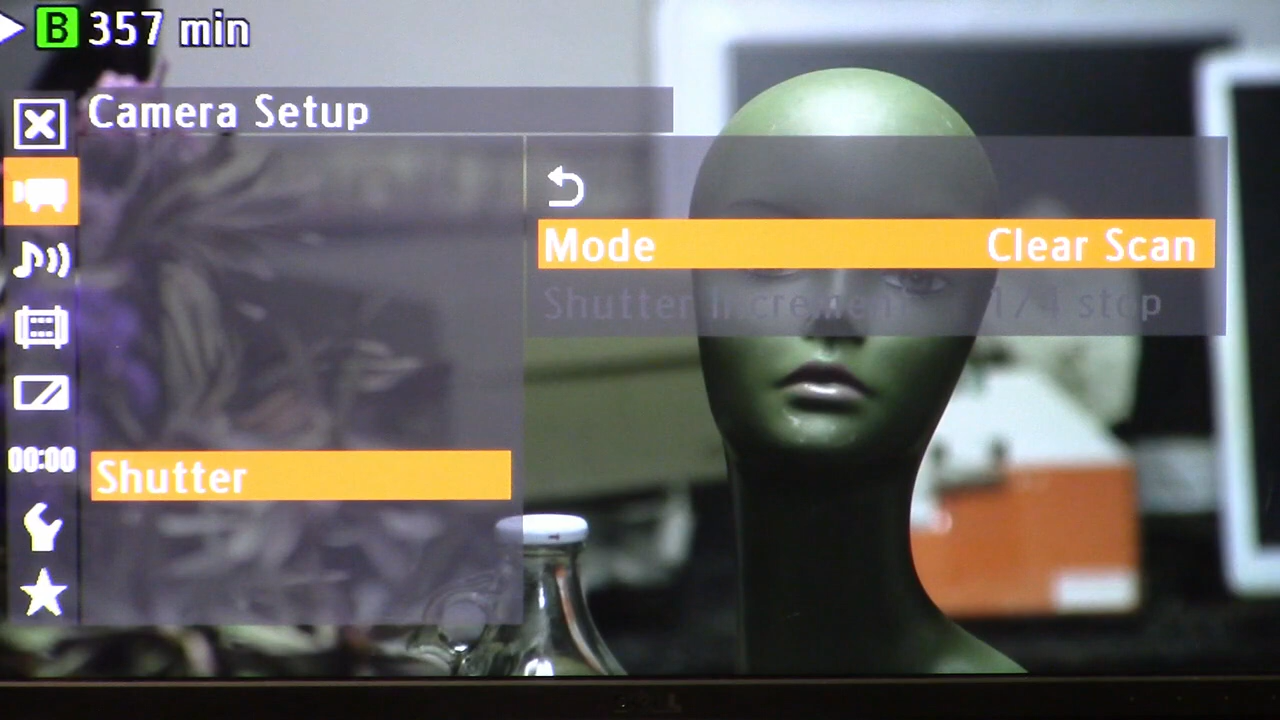 B 357 min
Camera Setup
Mode Clear Scan
Shutter Increment 1/4 stop
00:00
Shutter